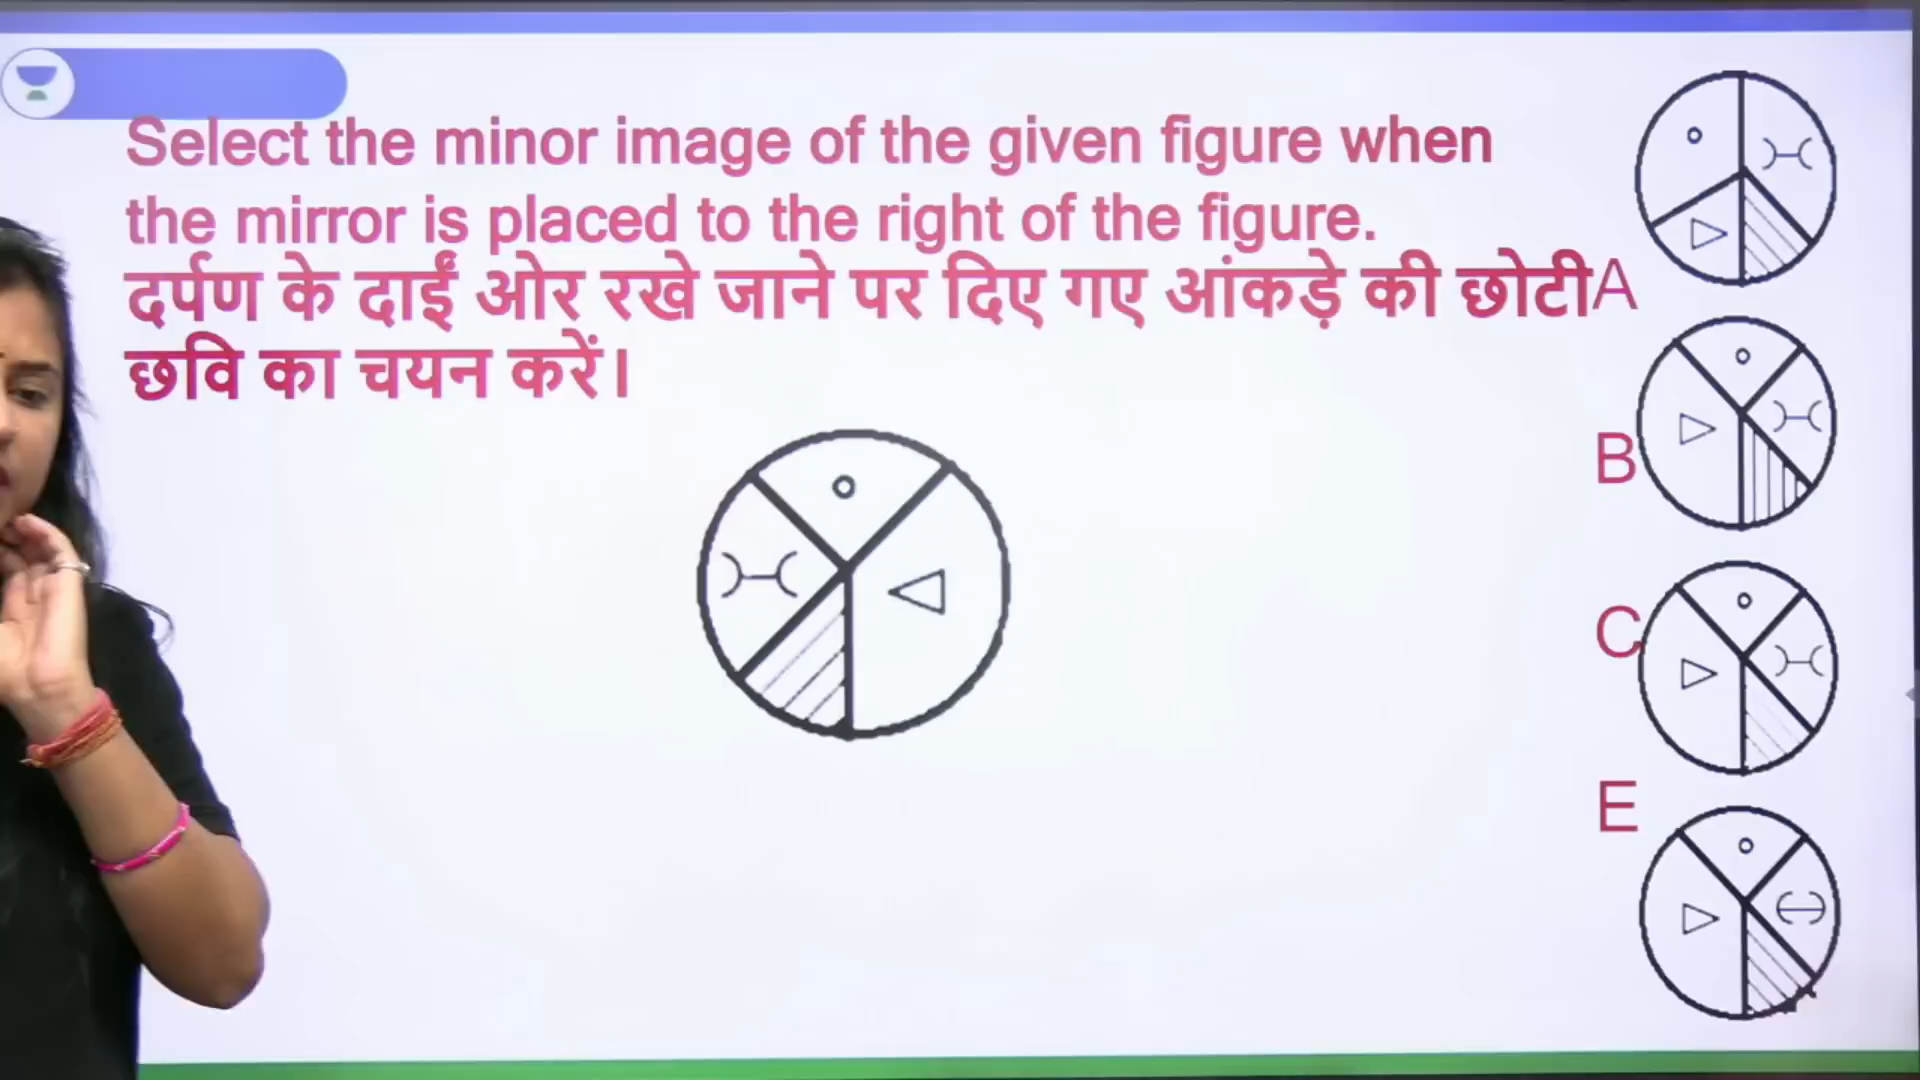 Select the minor image of the given figure when
the mirror is placed to the right of the figure.
दर्पण के दाईं ओर रखे जाने पर दिए गए आंकड़े की छोटी
छवि का चयन करें।
A
B
C
E